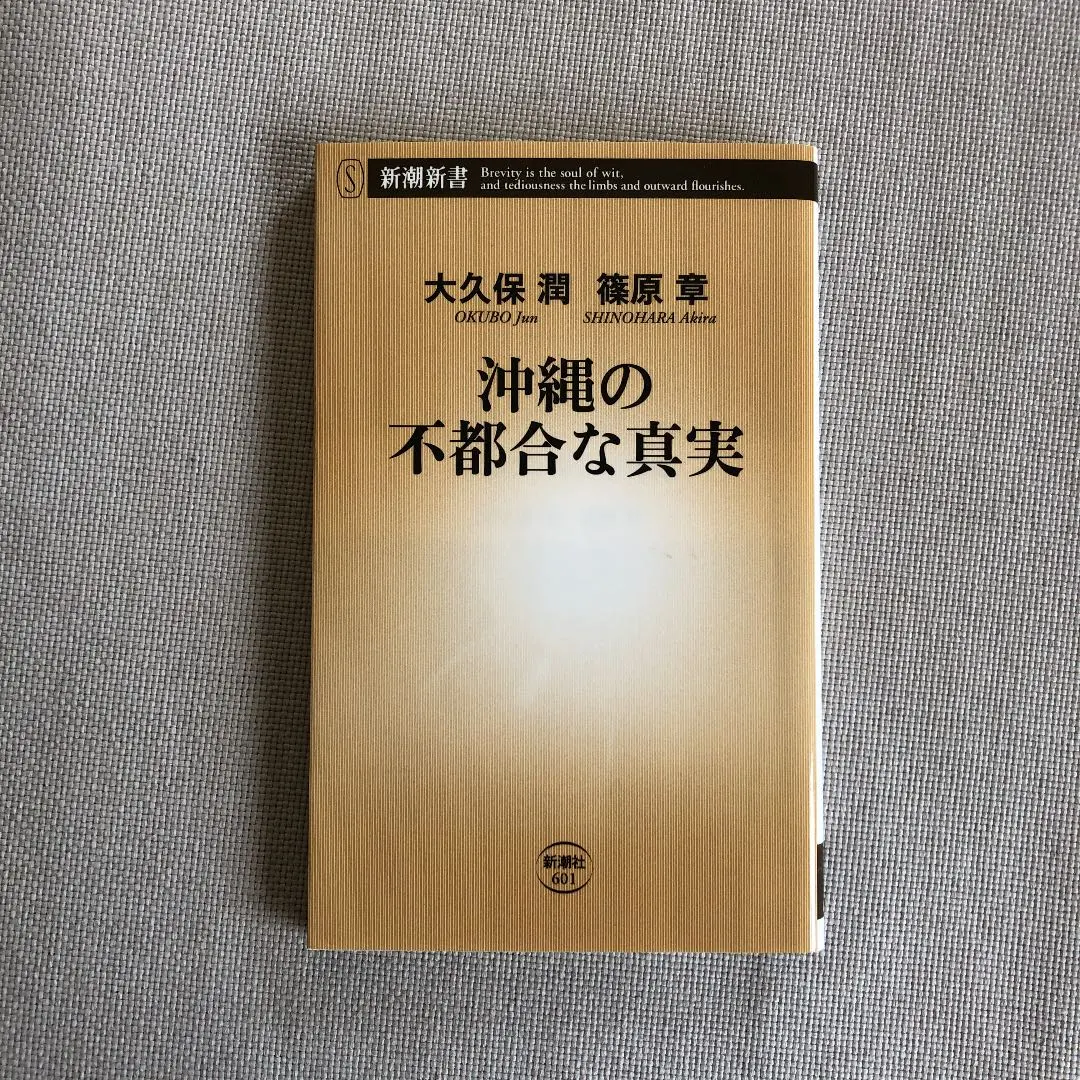 S
新潮新書
Brevity is the soul of wit,
and tediousness the limbs and outward flourishes.
大久保 潤 篠原 章
OKUBO Jun SHINOHARA Akira
沖縄の
不都合な真実
新潮社
601